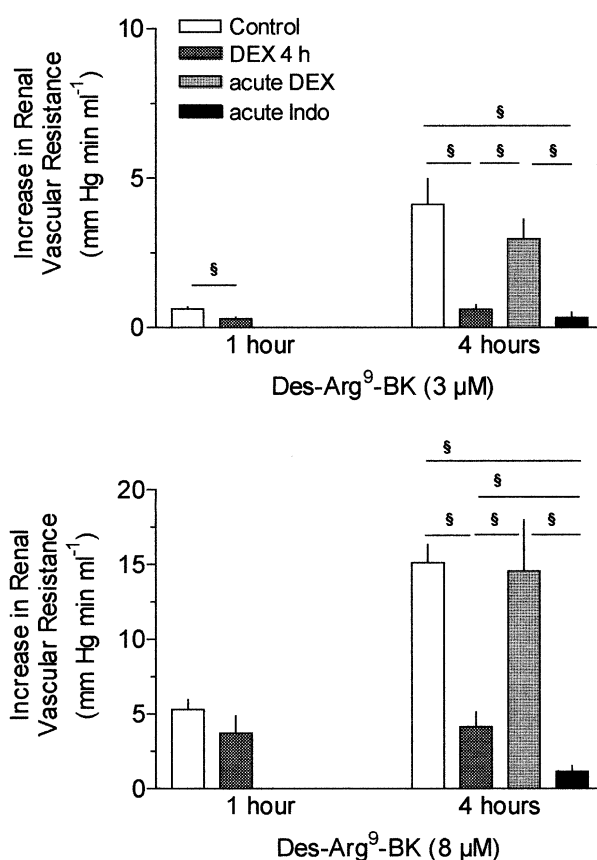 10
Control
DEX 4 h
acute DEX
acute Indo
Increase in Renal
Vascular Resistance
(mm Hg min ml⁻¹)
§
5
§ § §
§
0
1 hour 4 hours
Des-Arg⁹-BK (3 µM)
§
§
20
§ § §
Increase in Renal
Vascular Resistance
(mm Hg min ml⁻¹)
15
10
5
0
1 hour 4 hours
Des-Arg⁹-BK (8 µM)